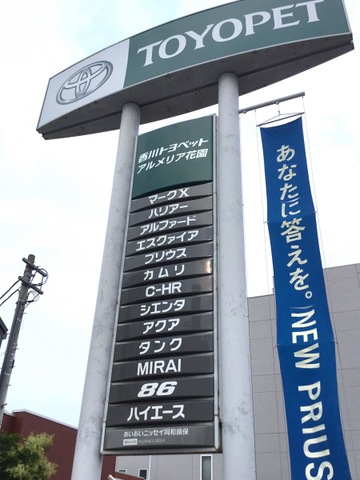 TOYOPET
香川トヨペット
アルメリア花園
マークX
ハリアー
アルファード
エスクァイア
プリウス
カムリ
C-HR
シエンタ
アクア
タンク
MIRAI
86
ハイエース
あいおいニッセイ同和損保
MS&AD INSURANCE GROUP
あなたに答えを。NEW PRIUS